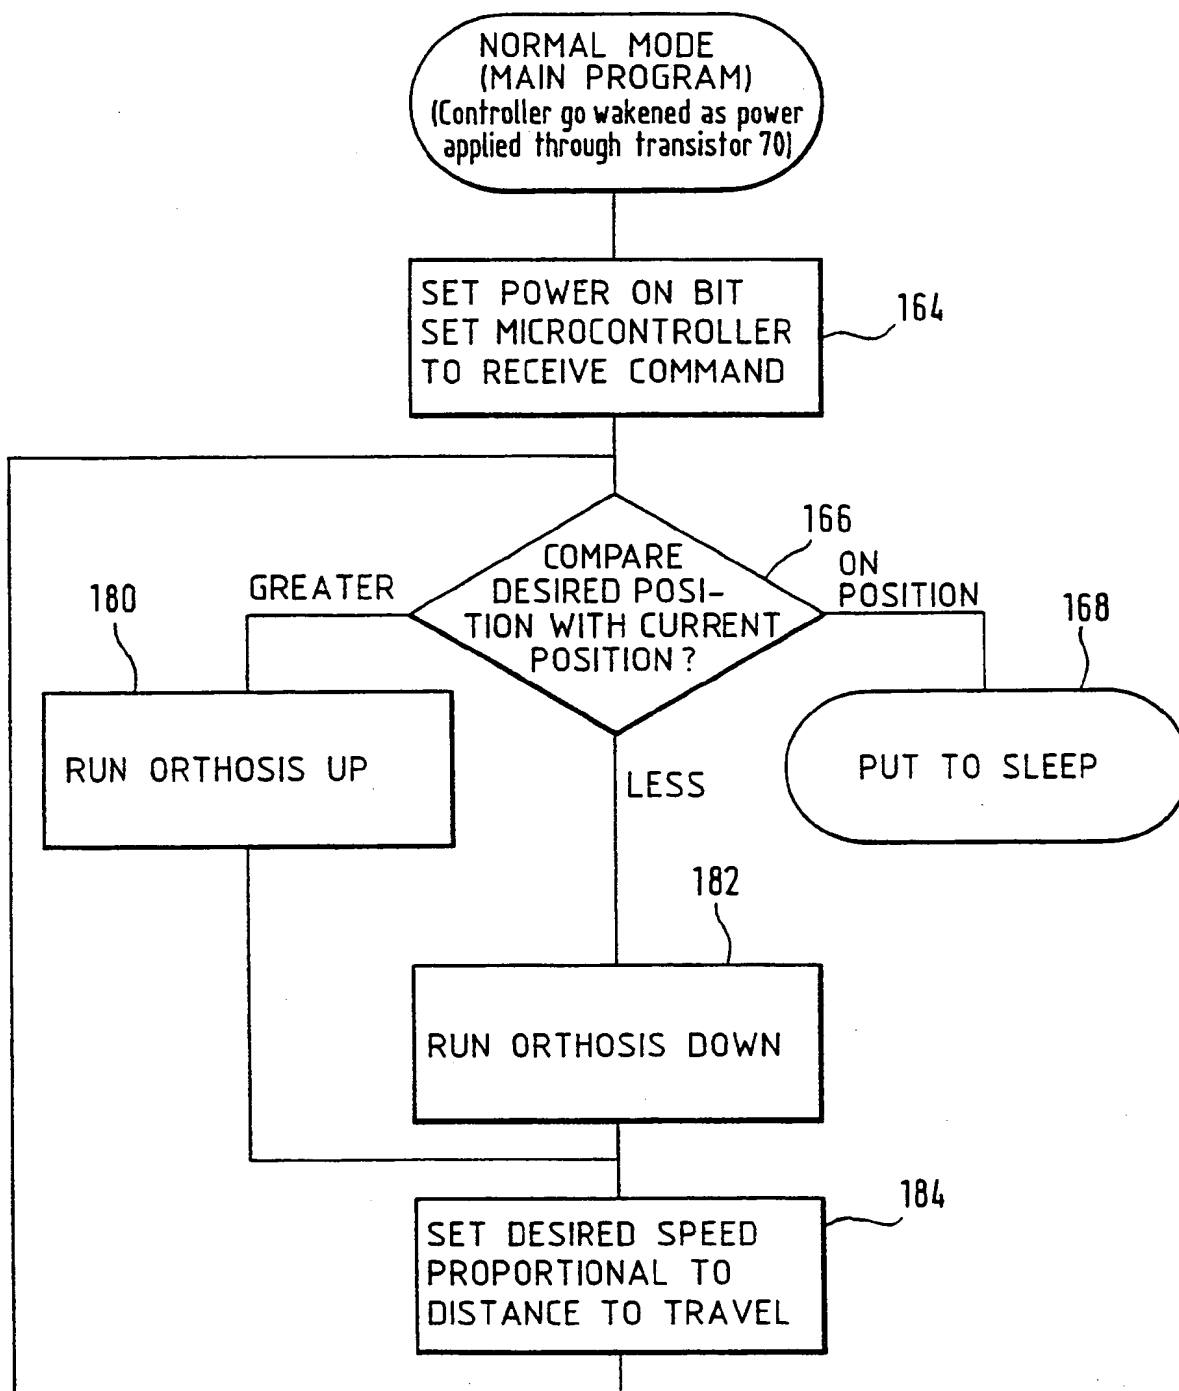 NORMAL MODE
(MAIN PROGRAM)
(Controller go wakened as power
applied through transistor 70)
SET POWER ON BIT
SET MICROCONTROLLER
TO RECEIVE COMMAND
164
COMPARE
DESIRED POSI-
TION WITH CURRENT
POSITION ?
166
GREATER
ON
POSITION
180
168
RUN ORTHOSIS UP
PUT TO SLEEP
LESS
182
RUN ORTHOSIS DOWN
184
SET DESIRED SPEED
PROPORTIONAL TO
DISTANCE TO TRAVEL